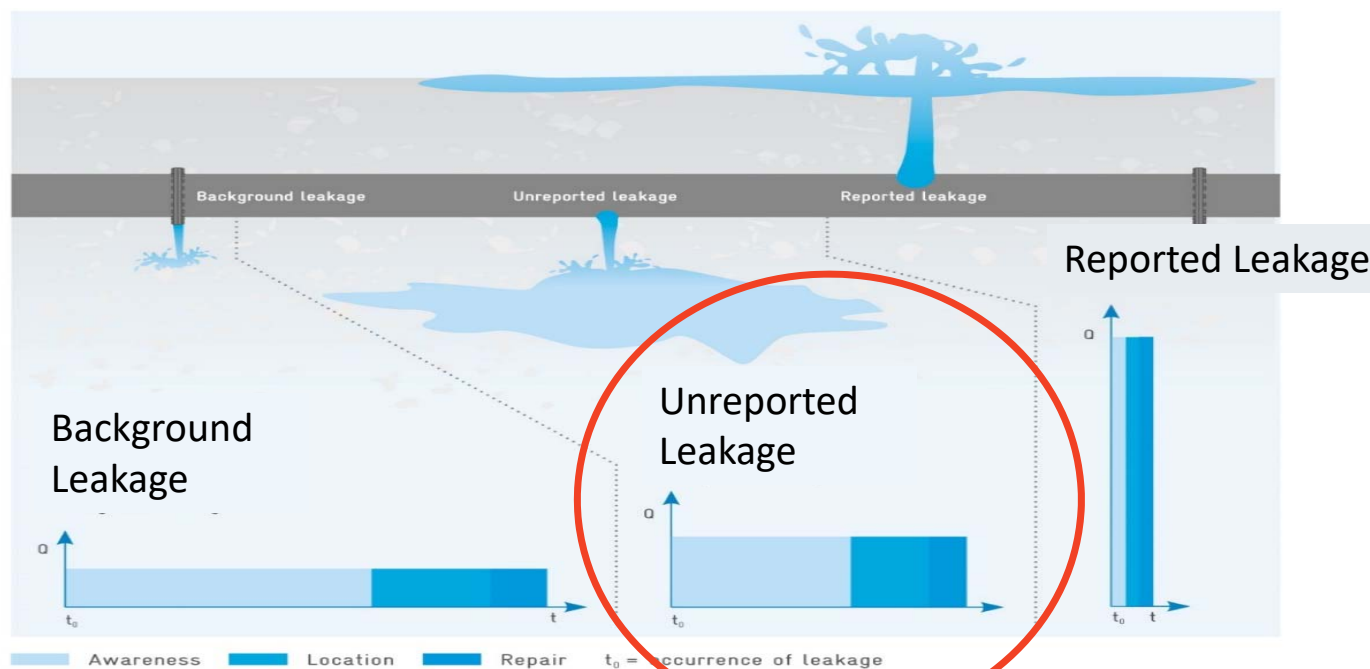 Background leakage
Unreported leakage
Reported leakage
Reported Leakage
Background
Leakage
Unreported
Leakage
Q
t₀
t
Q
t₀
Q
t₀
t
Awareness
Location
Repair
t₀ = occurrence of leakage